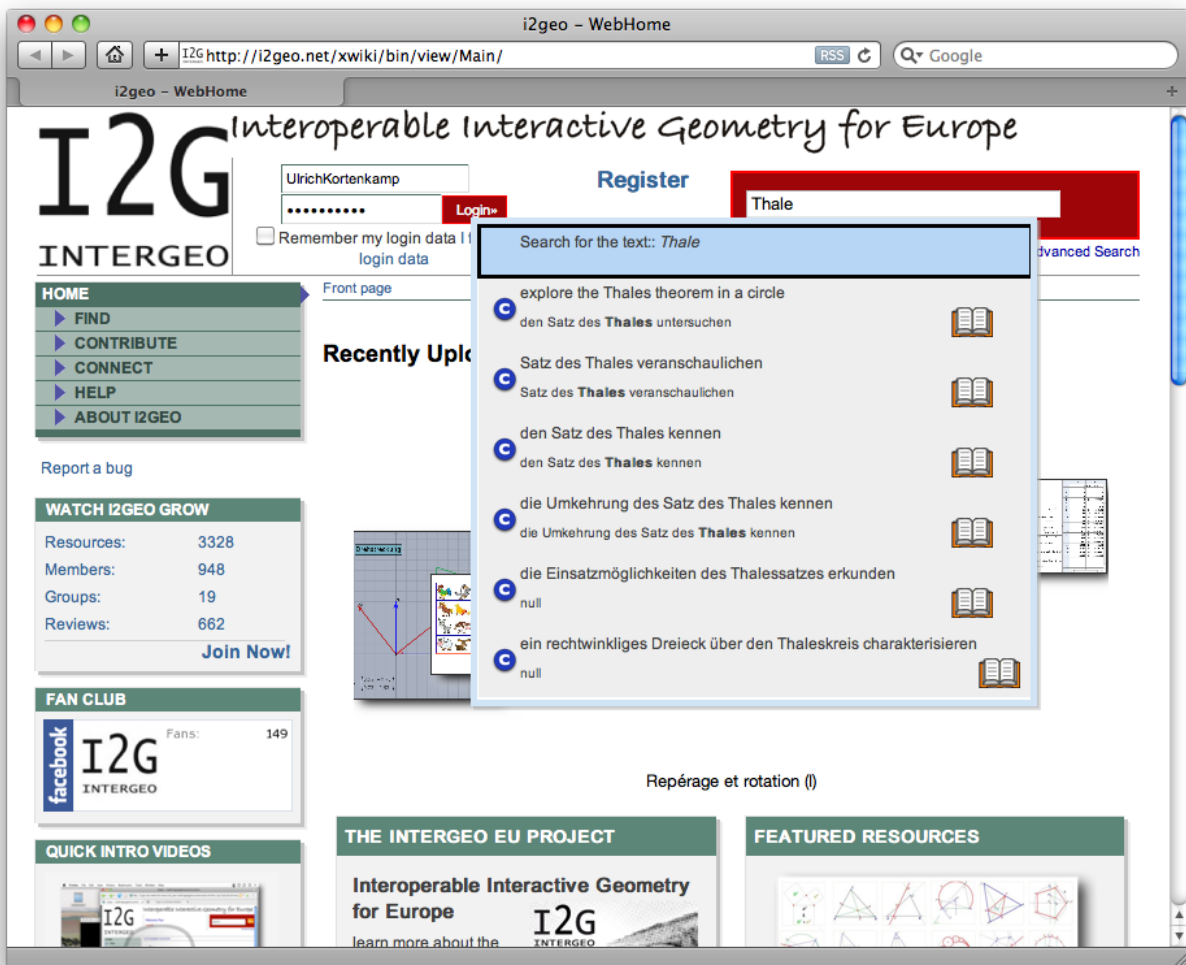 i2geo – WebHome
I2G http://i2geo.net/xwiki/bin/view/Main/ RSS Google
i2geo – WebHome
I2G
INTERGEO
Interoperable Interactive Geometry for Europe
UlrichKortenkamp
••••••••••
Login»
Remember my login data I
login data
Register
Thale
dvanced Search
Search for the text:: Thale
explore the Thales theorem in a circle
den Satz des Thales untersuchen
Satz des Thales veranschaulichen
Satz des Thales veranschaulichen
den Satz des Thales kennen
den Satz des Thales kennen
die Umkehrung des Satz des Thales kennen
die Umkehrung des Satz des Thales kennen
die Einsatzmöglichkeiten des Thalessatzes erkunden
null
ein rechtwinkliges Dreieck über den Thaleskreis charakterisieren
null
HOME
FIND
CONTRIBUTE
CONNECT
HELP
ABOUT I2GEO
Front page
Recently Uplo
Report a bug
WATCH I2GEO GROW
Resources: 3328
Members: 948
Groups: 19
Reviews: 662
Join Now!
FAN CLUB
facebook
I2G
INTERGEO
Fans: 149
QUICK INTRO VIDEOS
I2G
Drehstreckung
Repérage et rotation (I)
THE INTERGEO EU PROJECT
Interoperable Interactive Geometry
for Europe
learn more about the
I2G
INTERGEO
FEATURED RESOURCES